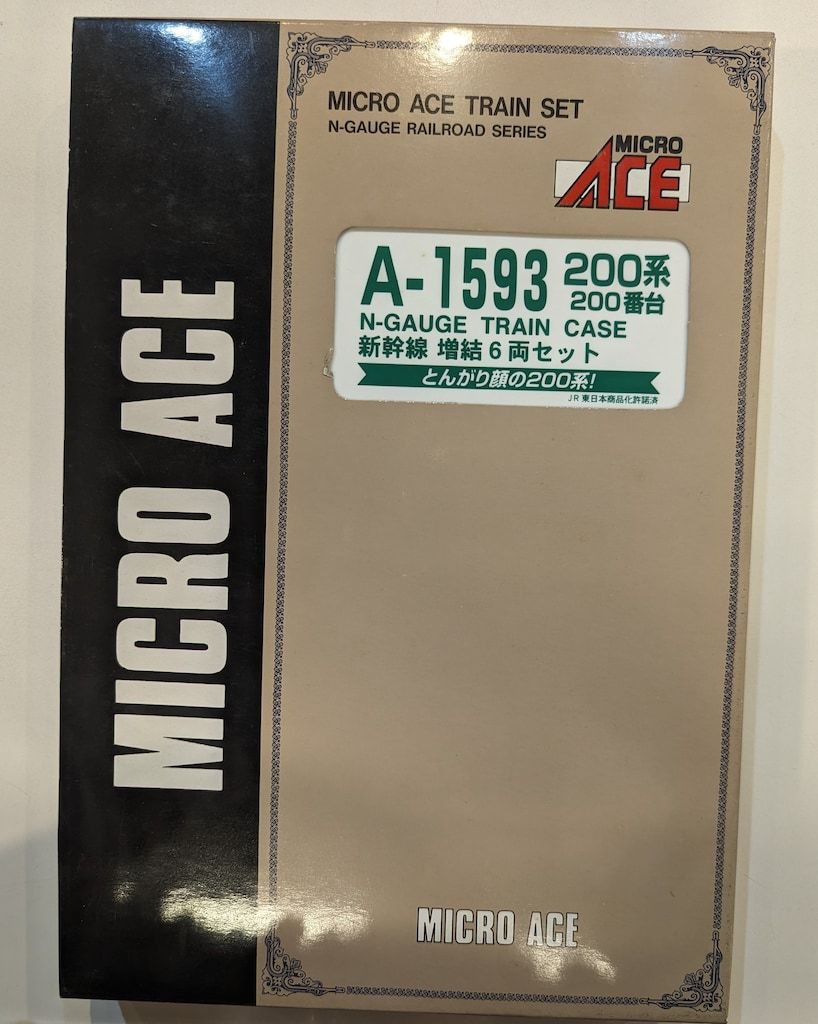 MICRO ACE
MICRO ACE TRAIN SET
N-GAUGE RAILROAD SERIES
MICRO
ACE
A-1593 200系
200番台
N-GAUGE TRAIN CASE
新幹線 増結6両セット
とんがり顔の200系!
JR東日本商品化許諾済
MICRO ACE